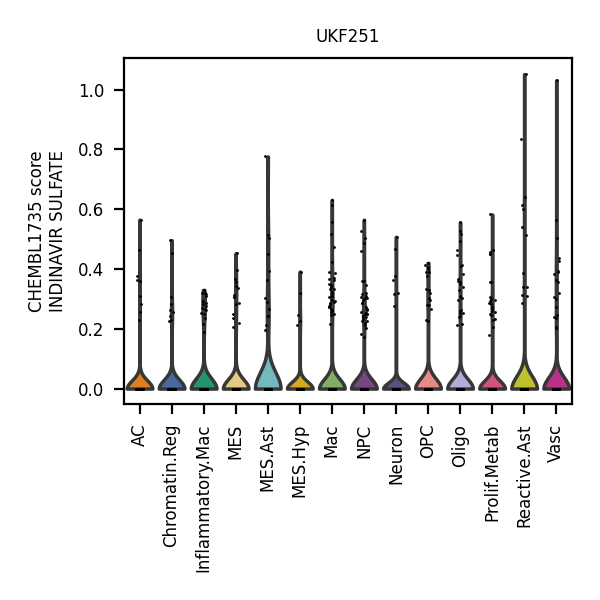 UKF251
CHEMBL1735 score
INDINAVIR SULFATE
1.0
0.8
0.6
0.4
0.2
0.0
AC
Chromatin.Reg
Inflammatory.Mac
MES
MES.Ast
MES.Hyp
Mac
NPC
Neuron
OPC
Oligo
Prolif.Metab
Reactive.Ast
Vasc